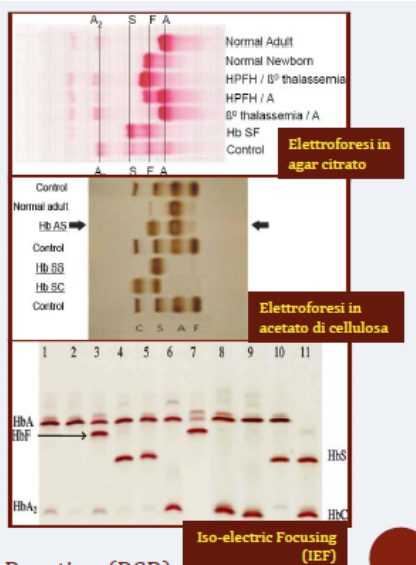 A₂ S F A
Normal Adult
Normal Newborn
HPFH / ß⁰ thalassemia
HPFH / A
ß⁰ thalassemia / A
Hb SF
Control
Elettroforesi in
agar citrato
S F A
Control
Normal adult
Hb AS
Control
Hb SS
Hb SC
Control
C S A F
Elettroforesi in
acetato di cellulosa
1 2 3 4 5 6 7 8 9 10 11
HbA
HbF
HbS
HbA₂
HbC
Iso-electric Focusing
(IEF)
(PCR)